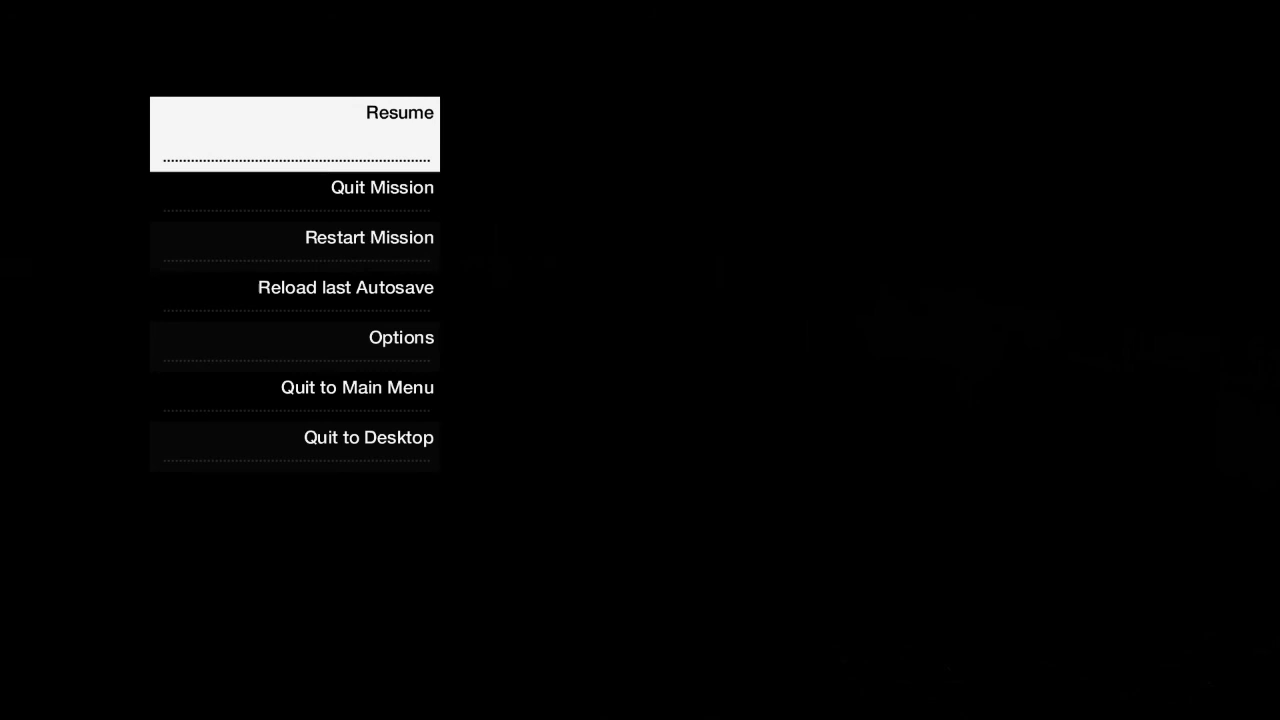 Resume
Quit Mission
Restart Mission
Reload last Autosave
Options
Quit to Main Menu
Quit to Desktop